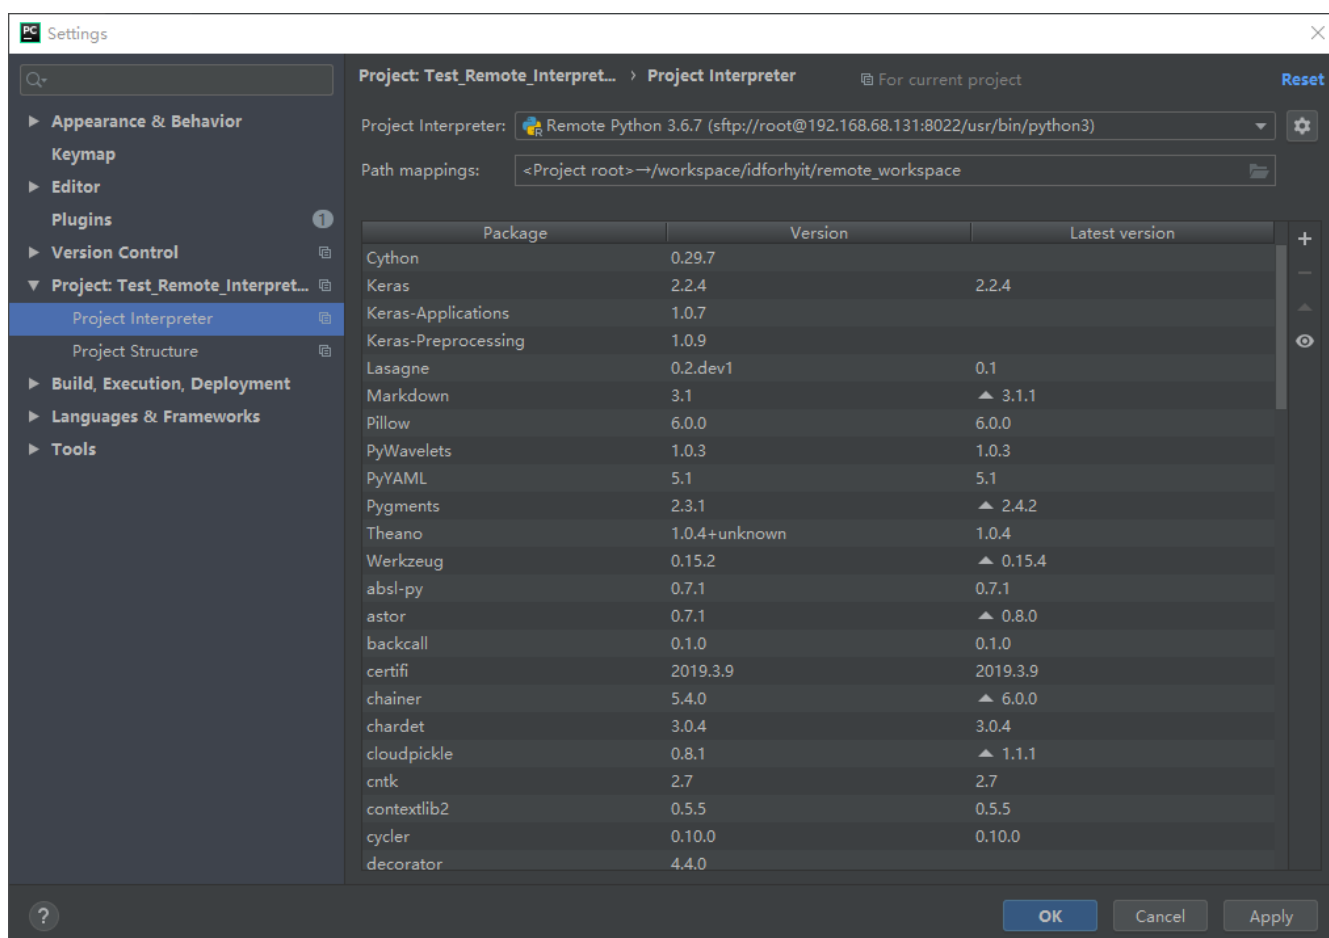 PC Settings
Project: Test_Remote_Interpret... › Project Interpreter For current project Reset
Appearance & Behavior
Keymap
Editor
Plugins 1
Version Control
Project: Test_Remote_Interpret...
Project Interpreter
Project Structure
Build, Execution, Deployment
Languages & Frameworks
Tools
Project Interpreter: Remote Python 3.6.7 (sftp://root@192.168.68.131:8022/usr/bin/python3)
Path mappings: <Project root>→/workspace/idforhyit/remote_workspace
Package Version Latest version
Cython 0.29.7
Keras 2.2.4 2.2.4
Keras-Applications 1.0.7
Keras-Preprocessing 1.0.9
Lasagne 0.2.dev1 0.1
Markdown 3.1 ▲ 3.1.1
Pillow 6.0.0 6.0.0
PyWavelets 1.0.3 1.0.3
PyYAML 5.1 5.1
Pygments 2.3.1 ▲ 2.4.2
Theano 1.0.4+unknown 1.0.4
Werkzeug 0.15.2 ▲ 0.15.4
absl-py 0.7.1 0.7.1
astor 0.7.1 ▲ 0.8.0
backcall 0.1.0 0.1.0
certifi 2019.3.9 2019.3.9
chainer 5.4.0 ▲ 6.0.0
chardet 3.0.4 3.0.4
cloudpickle 0.8.1 ▲ 1.1.1
cntk 2.7 2.7
contextlib2 0.5.5 0.5.5
cycler 0.10.0 0.10.0
decorator 4.4.0
? OK Cancel Apply